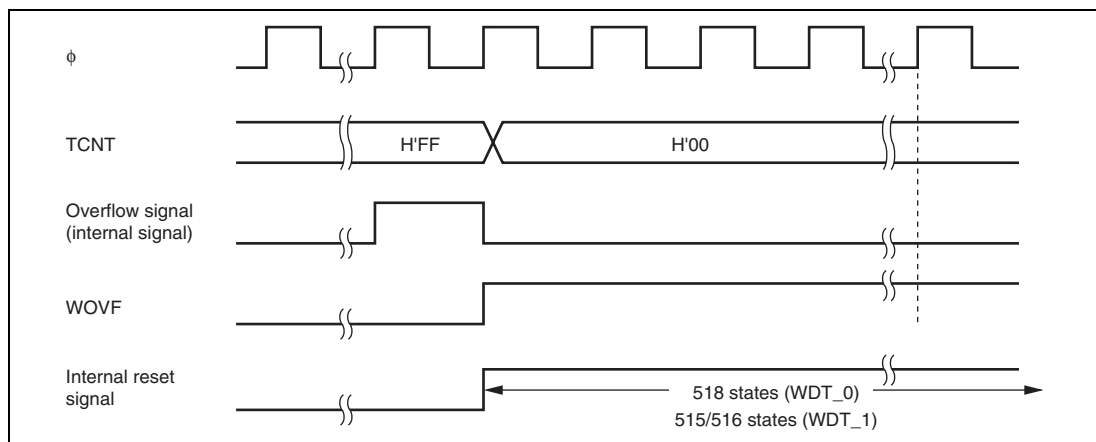 ϕ
TCNT
H'FF
H'00
Overflow signal
(internal signal)
WOVF
Internal reset
signal
518 states (WDT_0)
515/516 states (WDT_1)